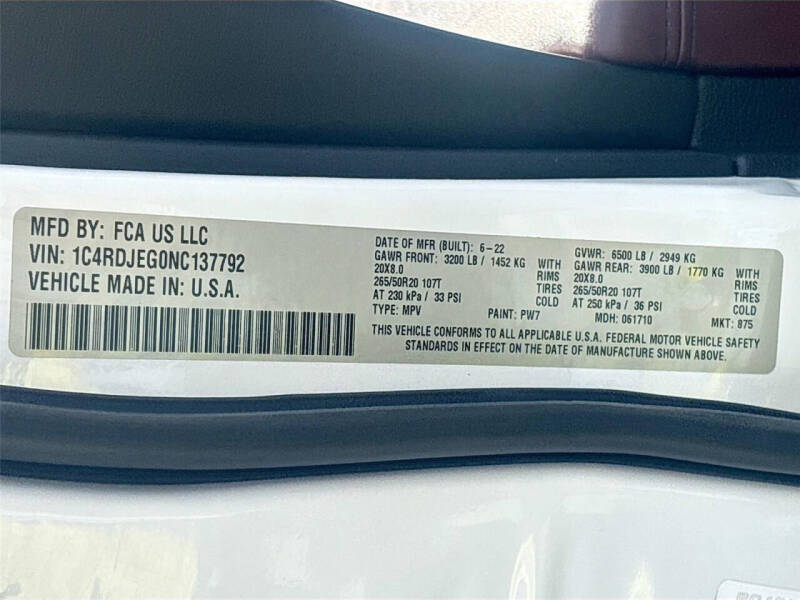 MFD BY: FCA US LLC
VIN: 1C4RDJEG0NC137792
VEHICLE MADE IN: U.S.A.
DATE OF MFR (BUILT): 6-22 GVWR: 6500 LB / 2949 KG
GAWR FRONT: 3200 LB / 1452 KG WITH GAWR REAR: 3900 LB / 1770 KG WITH
20X8.0 RIMS 20X8.0 RIMS
265/50R20 107T TIRES 265/50R20 107T TIRES
AT 230 kPa / 33 PSI COLD AT 250 kPa / 36 PSI COLD
TYPE: MPV PAINT: PW7 MDH: 061710 MKT: 875
THIS VEHICLE CONFORMS TO ALL APPLICABLE U.S.A. FEDERAL MOTOR VEHICLE SAFETY
STANDARDS IN EFFECT ON THE DATE OF MANUFACTURE SHOWN ABOVE.